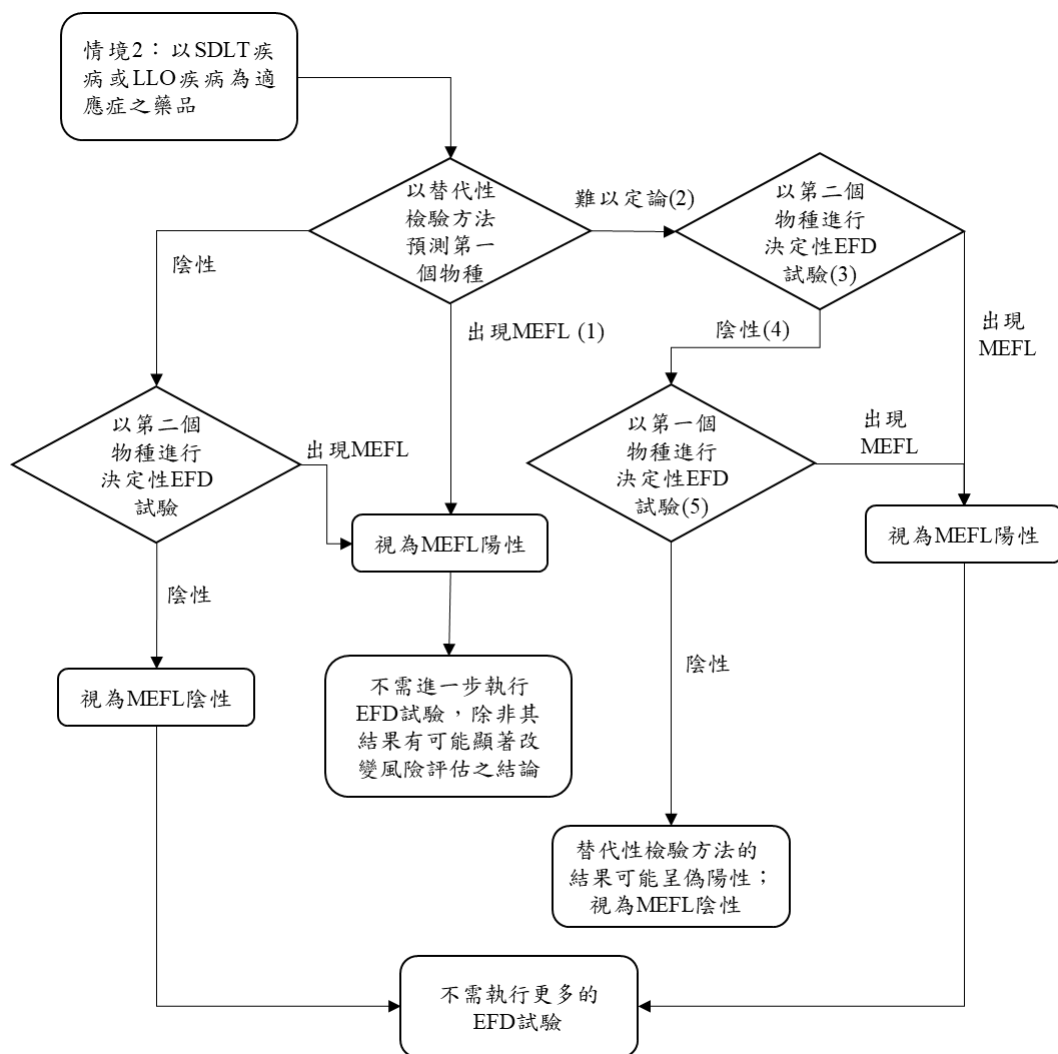 情境2：以SDLT疾
病或LLO疾病為適
應症之藥品
以替代性
檢驗方法
預測第一
個物種
難以定論(2)
以第二個
物種進行
決定性EFD
試驗(3)
陰性
出現MEFL (1)
陰性(4)
出現
MEFL
以第二個
物種進行
決定性EFD
試驗
出現MEFL
以第一個
物種進行
決定性EFD
試驗(5)
出現
MEFL
視為MEFL陽性
視為MEFL陽性
陰性
陰性
視為MEFL陰性
不需進一步執行
EFD試驗，除非其
結果有可能顯著改
變風險評估之結論
替代性檢驗方法的
結果可能呈偽陽性；
視為MEFL陰性
不需執行更多的
EFD試驗